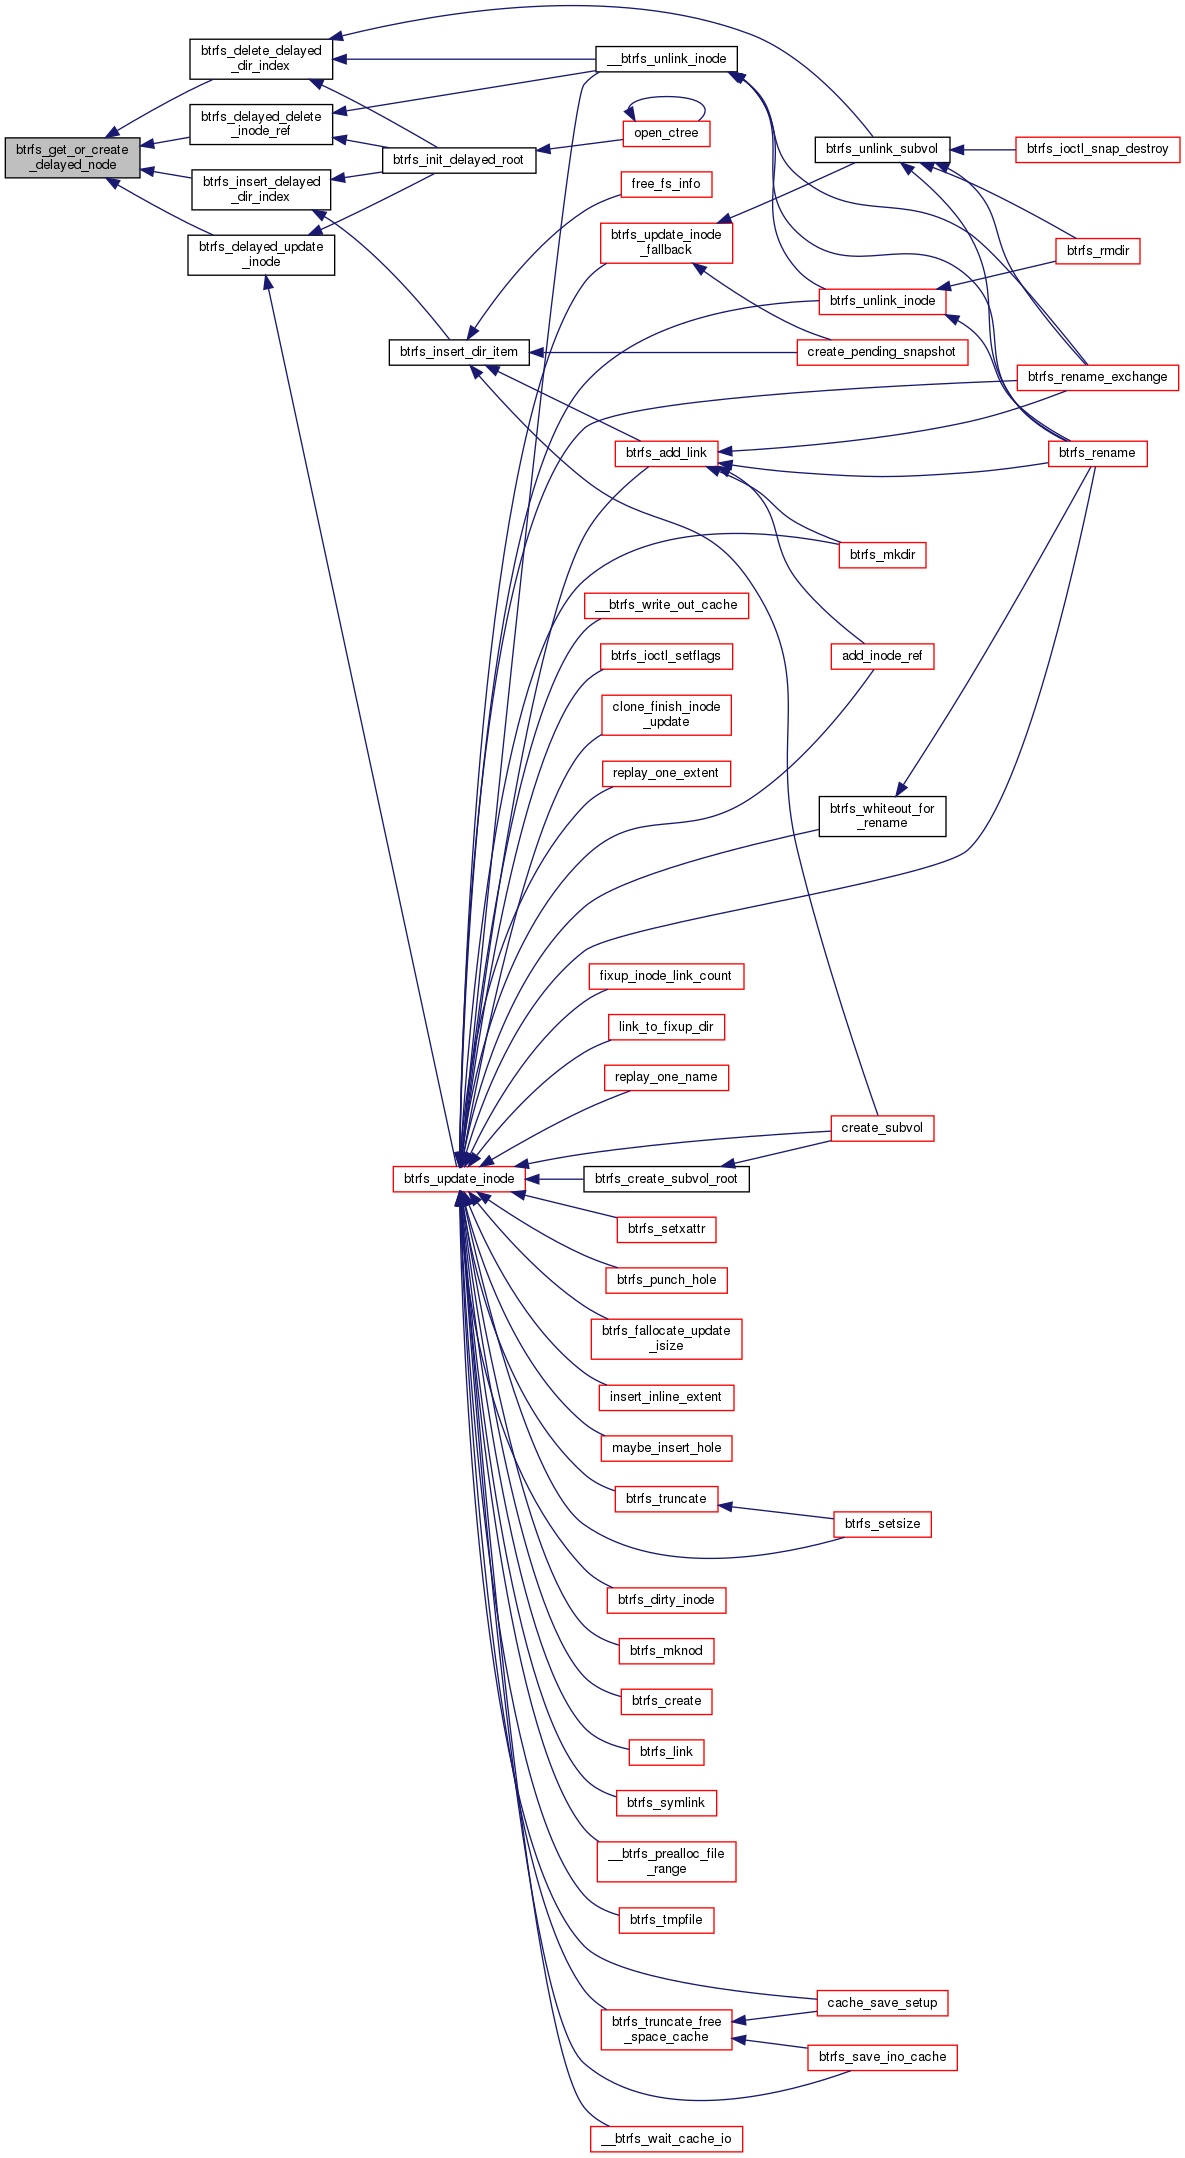 btrfs_delete_delayed
_dir_index
__btrfs_unlink_inode
btrfs_delayed_delete
_inode_ref
open_ctree
btrfs_get_or_create
_delayed_node
btrfs_init_delayed_root
btrfs_unlink_subvol
btrfs_ioctl_snap_destroy
btrfs_insert_delayed
_dir_index
free_fs_info
btrfs_delayed_update
_inode
btrfs_update_inode
_fallback
btrfs_rmdir
btrfs_unlink_inode
btrfs_insert_dir_item
create_pending_snapshot
btrfs_rename_exchange
btrfs_add_link
btrfs_rename
btrfs_mkdir
__btrfs_write_out_cache
btrfs_ioctl_setflags
add_inode_ref
clone_finish_inode
_update
replay_one_extent
btrfs_whiteout_for
_rename
fixup_inode_link_count
link_to_fixup_dir
replay_one_name
create_subvol
btrfs_update_inode
btrfs_create_subvol_root
btrfs_setxattr
btrfs_punch_hole
btrfs_fallocate_update
_isize
insert_inline_extent
maybe_insert_hole
btrfs_truncate
btrfs_setsize
btrfs_dirty_inode
btrfs_mknod
btrfs_create
btrfs_link
btrfs_symlink
__btrfs_prealloc_file
_range
btrfs_tmpfile
cache_save_setup
btrfs_truncate_free
_space_cache
btrfs_save_ino_cache
__btrfs_wait_cache_io